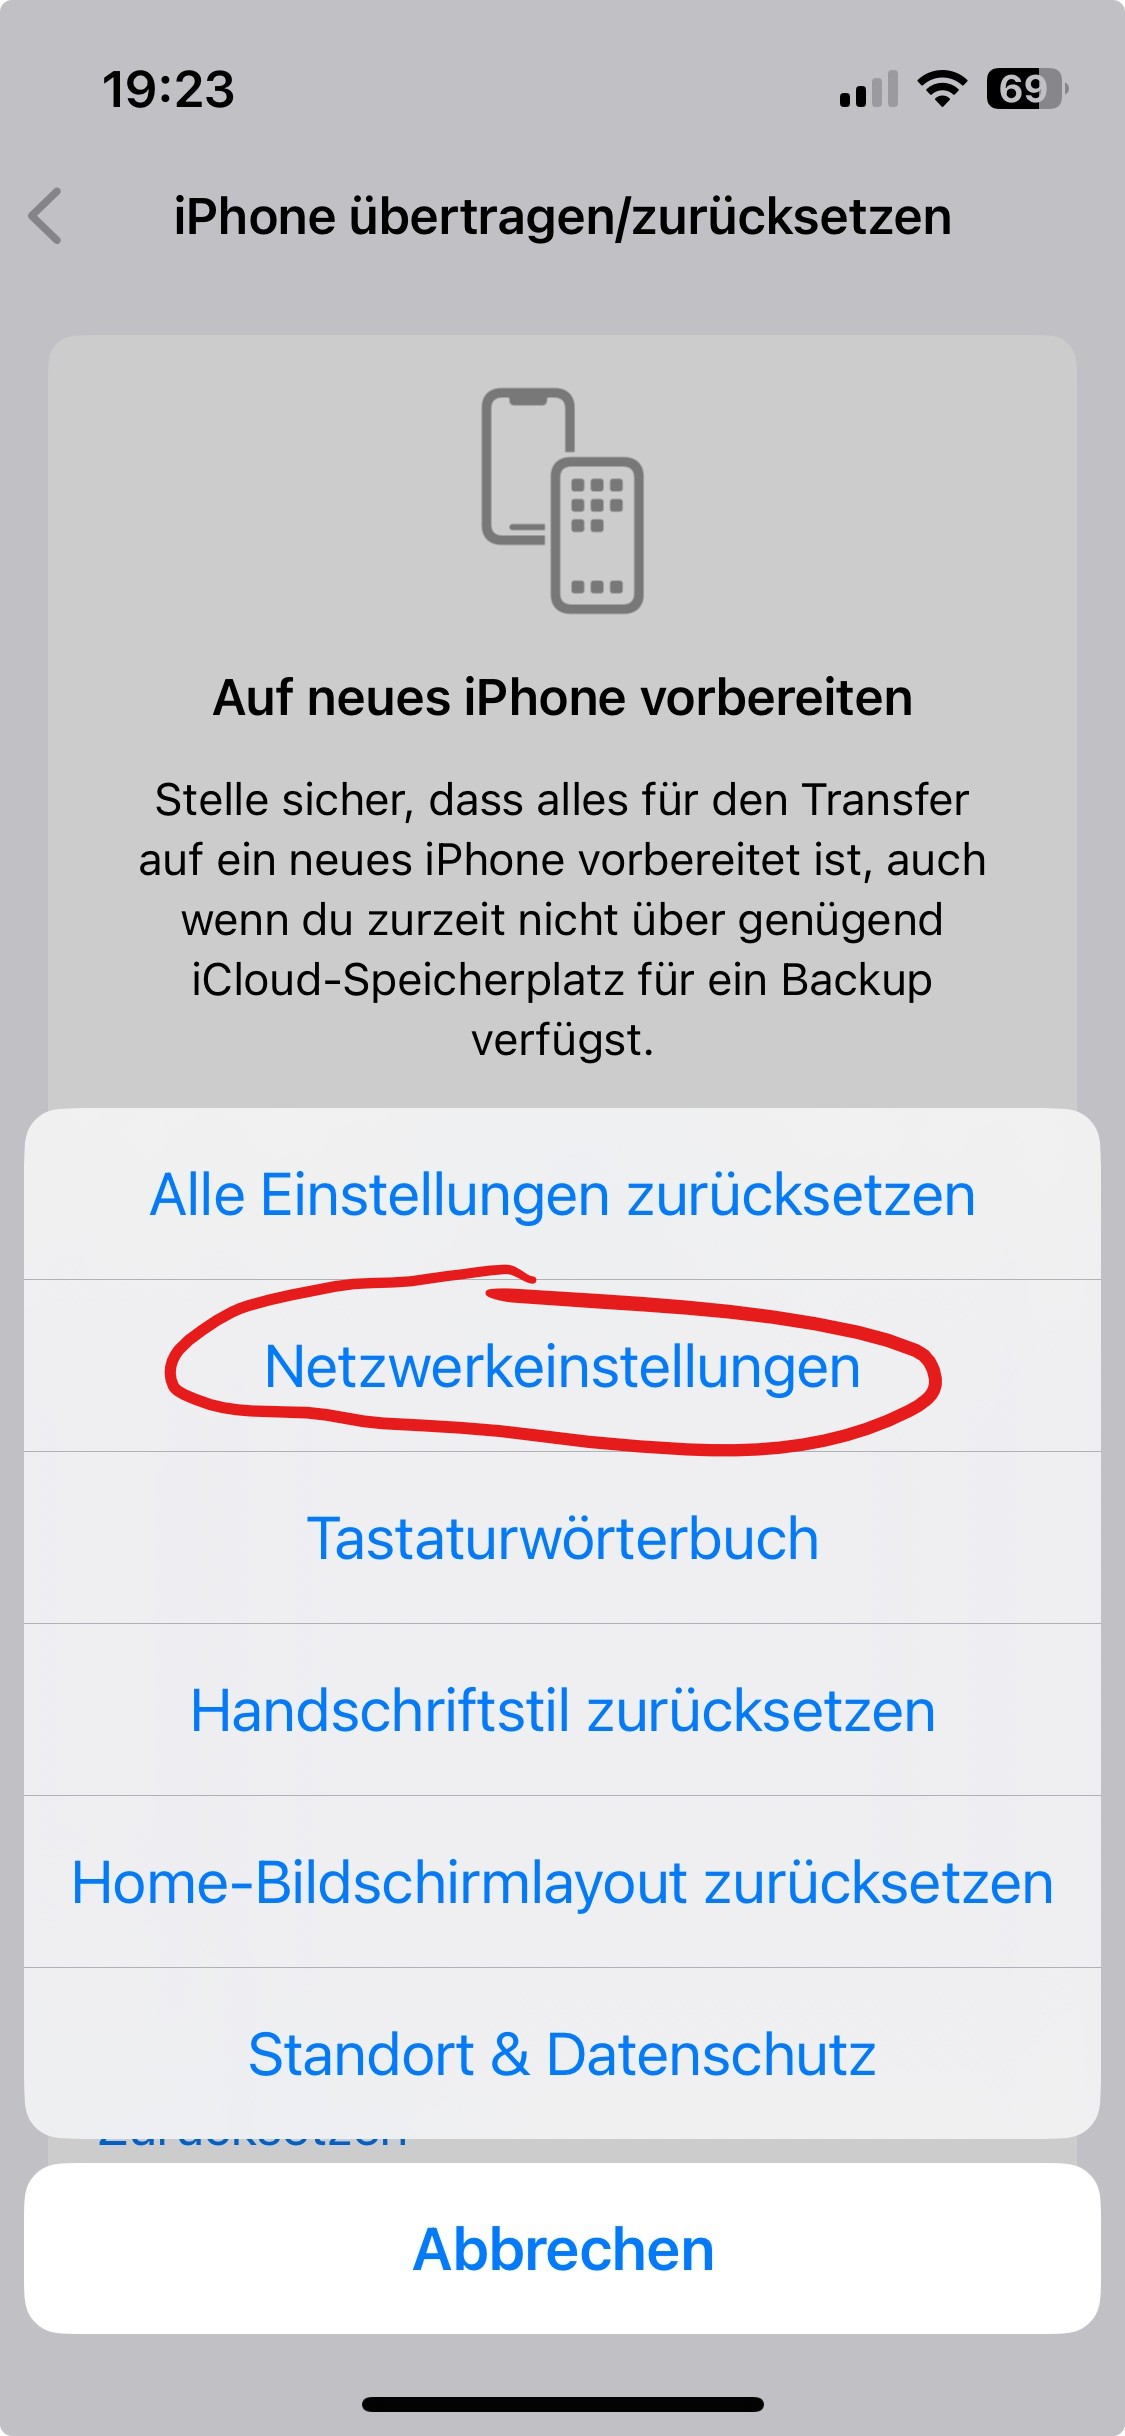 19:23
69
iPhone übertragen/zurücksetzen
Auf neues iPhone vorbereiten
Stelle sicher, dass alles für den Transfer
auf ein neues iPhone vorbereitet ist, auch
wenn du zurzeit nicht über genügend
iCloud-Speicherplatz für ein Backup
verfügst.
Alle Einstellungen zurücksetzen
Netzwerkeinstellungen
Tastaturwörterbuch
Handschriftstil zurücksetzen
Home-Bildschirmlayout zurücksetzen
Standort & Datenschutz
Zurücksetzen
Abbrechen